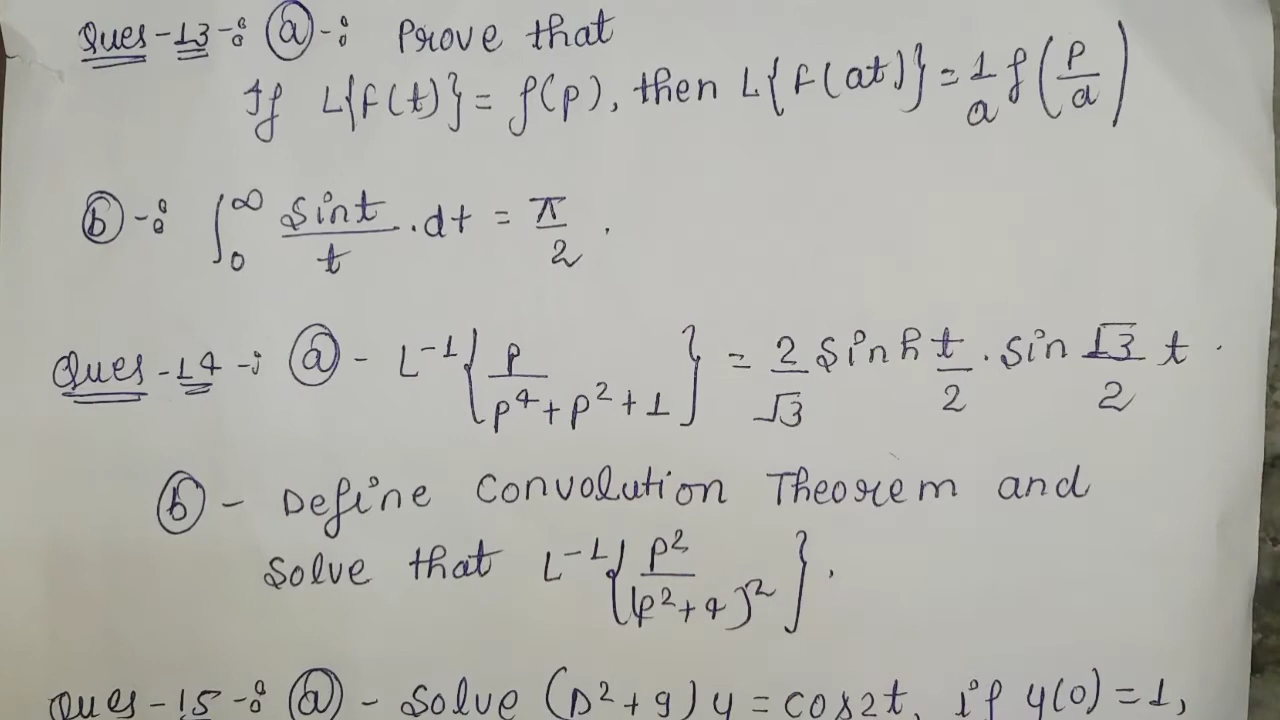 Ques-13-: (a)-: Prove that
If L{F(t)} = f(p), then L{F(at)} = 1/a f(p/a)
(b)-: ∫₀^∞ sint/t .dt = π/2 .
Ques-14-: (a) - L⁻¹{p/(p⁴+p²+1)} = 2/√3 sinh t/2 . sin √3/2 t .
(b) - Define Convolution Theorem and
solve that L⁻¹{p²/(p²+4)²} .
Ques-15-: (a) - Solve (D²+9)y = cos2t, if y(0)=1,